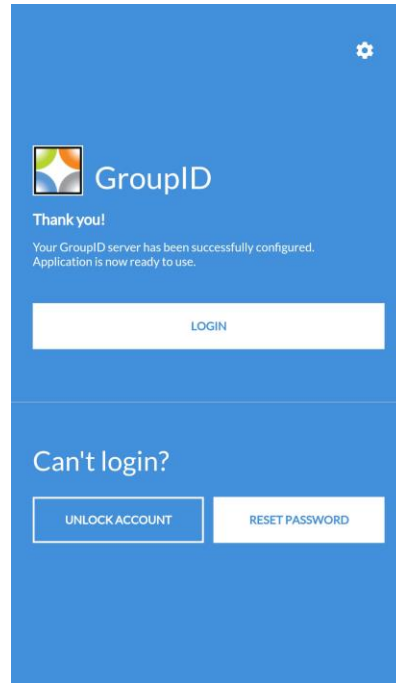 GroupID
Thank you!
Your GroupID server has been successfully configured.
Application is now ready to use.
LOGIN
Can't login?
UNLOCK ACCOUNT
RESET PASSWORD